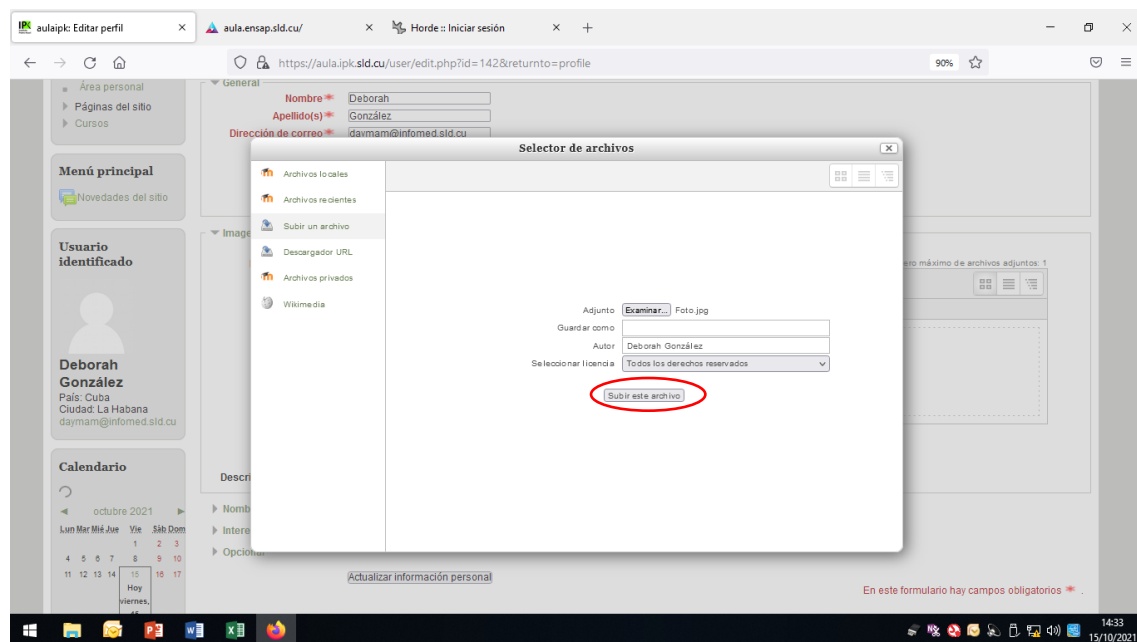 aulaipk: Editar perfil
aula.ensap.sld.cu/
Horde :: Iniciar sesión
https://aula.ipk.sld.cu/user/edit.php?id=142&returnto=profile
90%
Área personal
Páginas del sitio
Cursos
General
Nombre*
Deborah
Apellido(s)*
González
Dirección de correo*
daymam@infomed.sld.cu
Menú principal
Novedades del sitio
Usuario
identificado
Deborah
González
País: Cuba
Ciudad: La Habana
daymam@infomed.sld.cu
Calendario
octubre 2021
Lun Mar Mié Jue Vie Sáb Dom
1 2 3
4 5 6 7 8 9 10
11 12 13 14 15 16 17
Hoy
viernes,
Selector de archivos
Archivos locales
Archivos recientes
Subir un archivo
Descargador URL
Archivos privados
Wikimedia
Adjunto Examinar... Foto.jpg
Guardar como
Autor Deborah González
Seleccionar licencia Todos los derechos reservados
Subir este archivo
máximo de archivos adjuntos: 1
Actualizar información personal
En este formulario hay campos obligatorios * .
14:33
15/10/2021